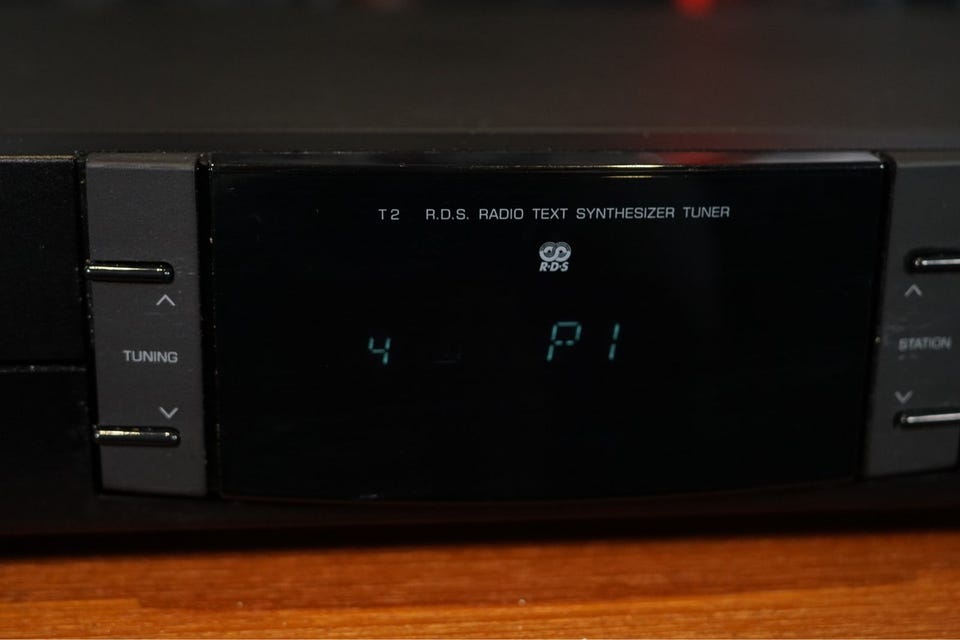 T2 R.D.S. RADIO TEXT SYNTHESIZER TUNER
R·D·S
4 P1
TUNING
STATION